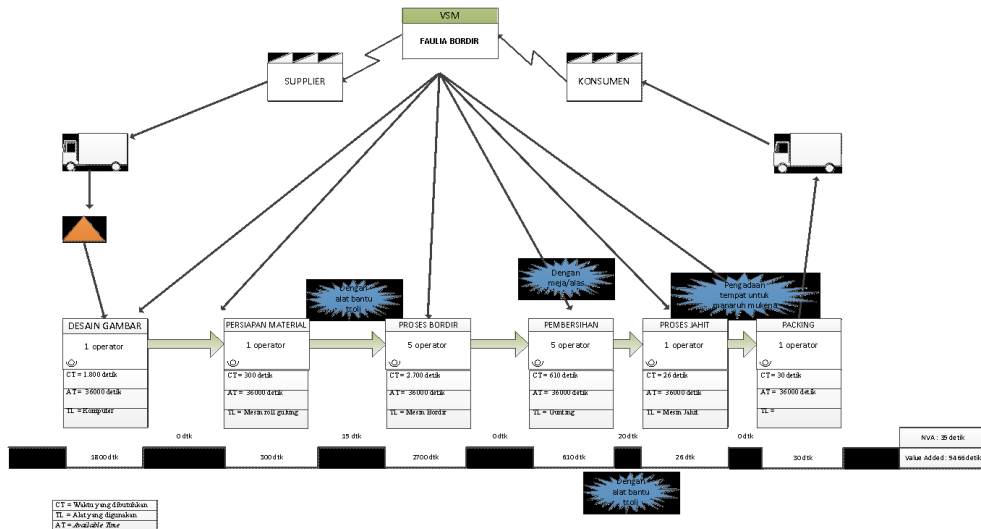 VSM
FAULIA BORDIR
SUPPLIER
KONSUMEN
Dengan
alat bantu
troli
Dengan
meja/alas
Pengadaan
tempat untuk
manaruh mukena
DESAIN GAMBAR
1 operator
CT = 1.800 detik
AT = 36000 detik
TL = Komputer
PERSIAPAN MATERIAL
1 operator
CT = 300 detik
AT = 36000 detik
TL = Mesin roll gulung
PROSES BORDIR
5 operator
CT = 2.700 detik
AT = 36000 detik
TL = Mesin Bordir
PEMBERSIHAN
5 operator
CT = 610 detik
AT = 36000 detik
TL = Gunting
PROSES JAHIT
1 operator
CT = 26 detik
AT = 36000 detik
TL = Mesin Jahit
PACKING
1 operator
CT = 30 detik
AT = 36000 detik
TL =
0 dtk
15 dtk
0 dtk
20 dtk
0 dtk
NVA : 35 detik
1800 dtk
300 dtk
2700 dtk
610 dtk
26 dtk
30 dtk
Value Added : 5466 detik
Dengan
alat bantu
troli
CT = Waktu yang dibutuhkan
TL = Alat yang digunakan
AT = Available Time